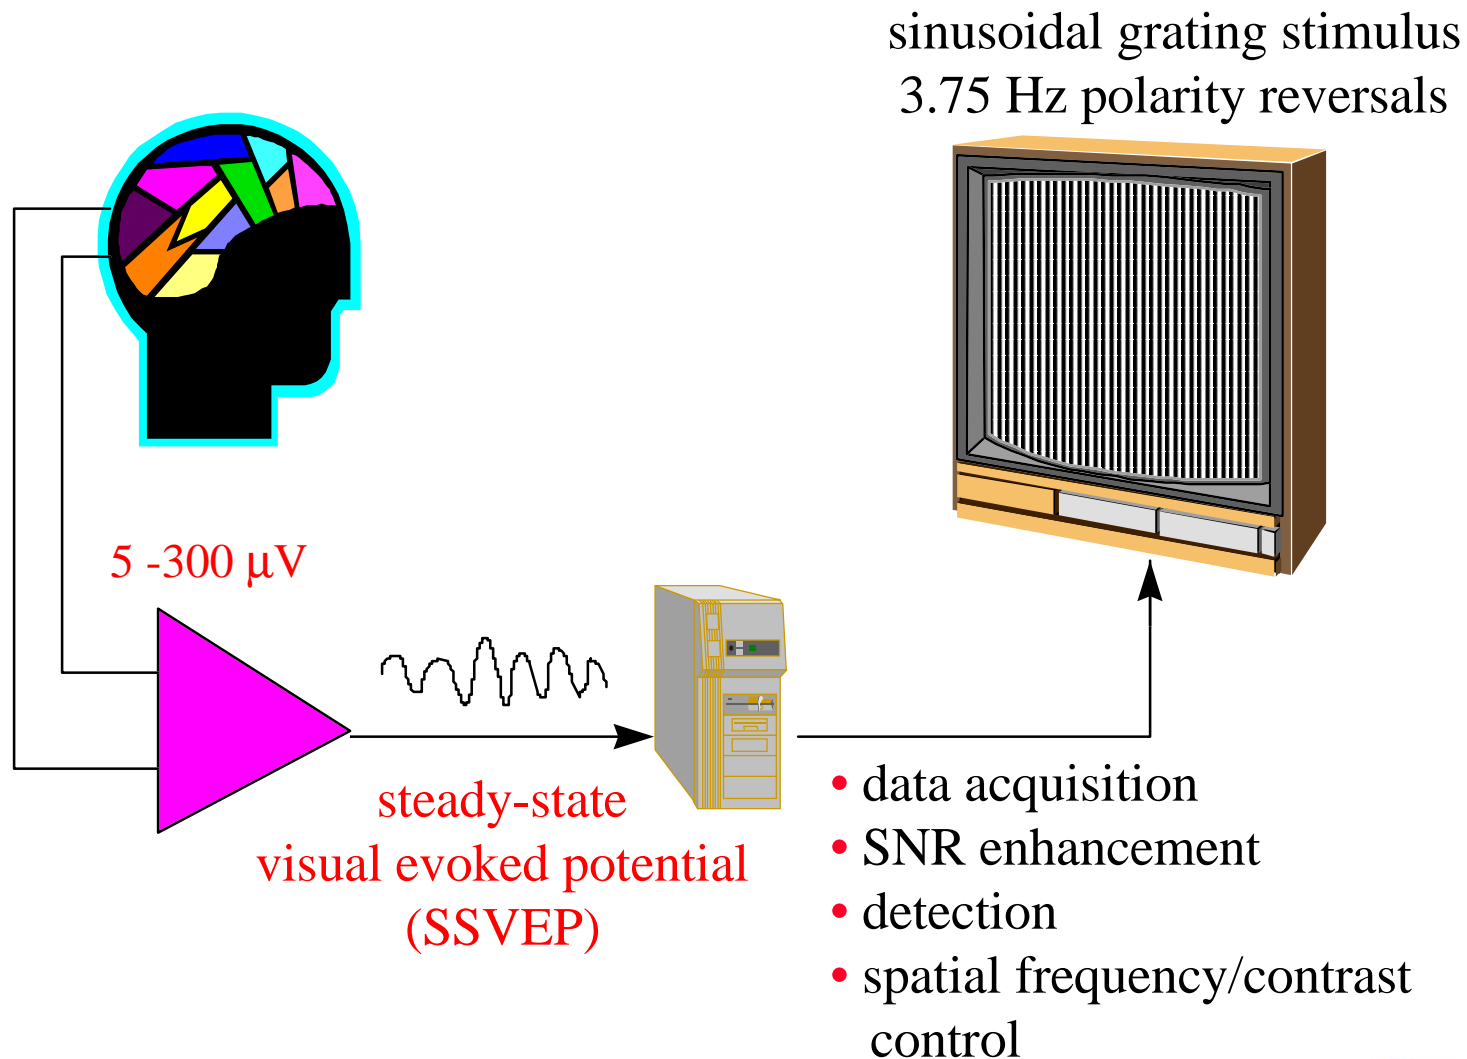 sinusoidal grating stimulus
3.75 Hz polarity reversals
5 -300 μV
steady-state
visual evoked potential
(SSVEP)
• data acquisition
• SNR enhancement
• detection
• spatial frequency/contrast
control